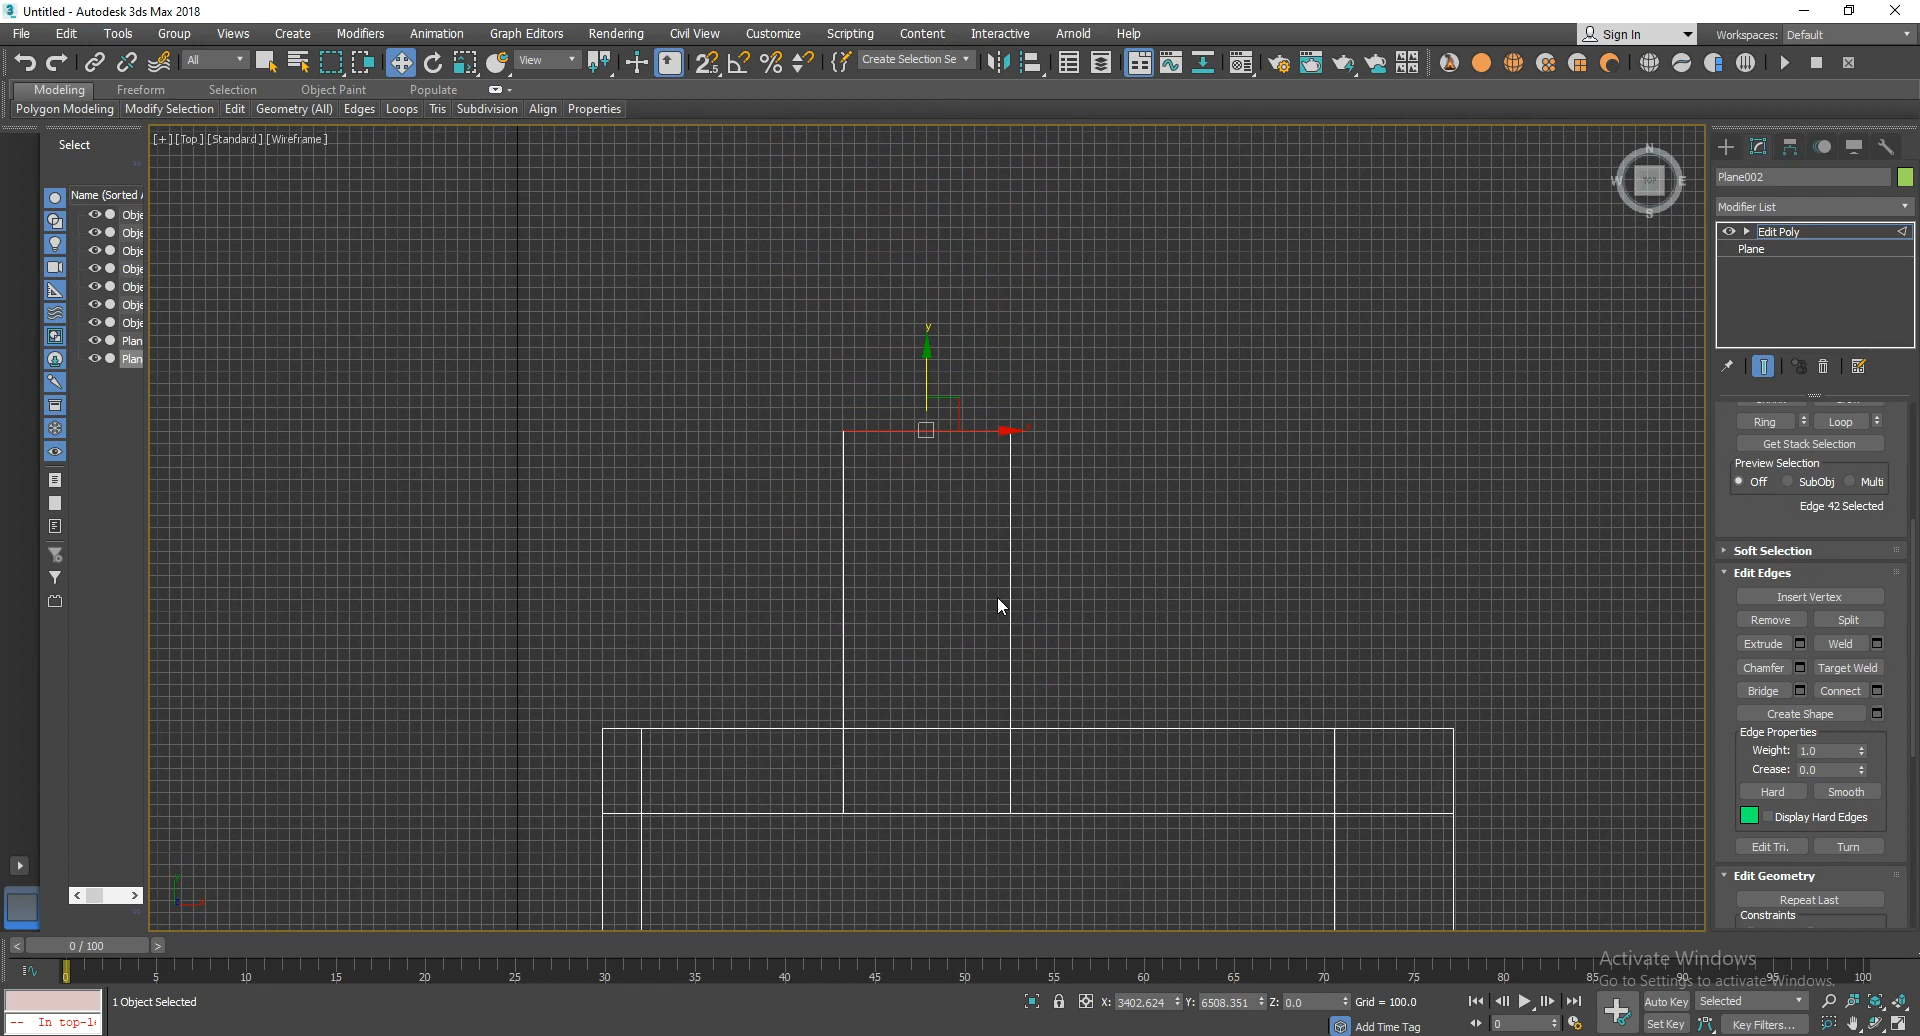 Untitled - Autodesk 3ds Max 2018
File Edit Tools Group Views Create Modifiers Animation Graph Editors Rendering Civil View Customize Scripting Content Interactive Arnold Help
Sign In Workspaces: Default
All View Create Selection Se
Modeling Freeform Selection Object Paint Populate
Polygon Modeling Modify Selection Edit Geometry (All) Edges Loops Tris Subdivision Align Properties
Select
[+] [Top] [Standard] [Wireframe]
Name (Sorted A
Obje
Obje
Obje
Obje
Obje
Obje
Obje
Plan
Plan
y
x
N
W TOP E
S
Plane002
Modifier List
Edit Poly
Plane
Ring Loop
Get Stack Selection
Preview Selection
Off SubObj Multi
Edge 42 Selected
Soft Selection
Edit Edges
Insert Vertex
Remove Split
Extrude Weld
Chamfer Target Weld
Bridge Connect
Create Shape
Edge Properties
Weight: 1.0
Crease: 0.0
Hard Smooth
Display Hard Edges
Edit Tri. Turn
Edit Geometry
Repeat Last
Constraints
< 0 / 100 >
0 5 10 15 20 25 30 35 40 45 50 55 60 65 70 75 80 85 90 95 100
Activate Windows
Go to Settings to activate Windows.
1 Object Selected
X: 3402.624 Y: 6508.351 Z: 0.0 Grid = 100.0
Auto Key Selected
-- In top-l
Add Time Tag
0
Set Key Key Filters...